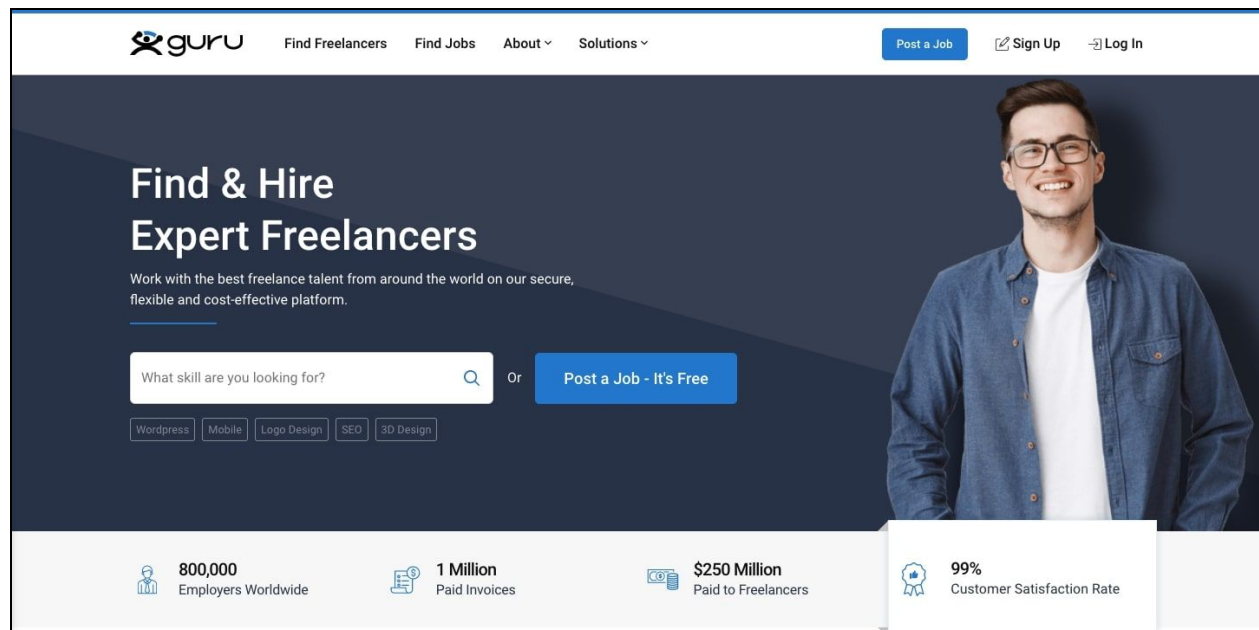 guru
Find Freelancers
Find Jobs
About
Solutions
Post a Job
Sign Up
Log In
Find & Hire
Expert Freelancers
Work with the best freelance talent from around the world on our secure,
flexible and cost-effective platform.
What skill are you looking for?
Or
Post a Job - It's Free
Wordpress
Mobile
Logo Design
SEO
3D Design
800,000
Employers Worldwide
1 Million
Paid Invoices
$250 Million
Paid to Freelancers
99%
Customer Satisfaction Rate